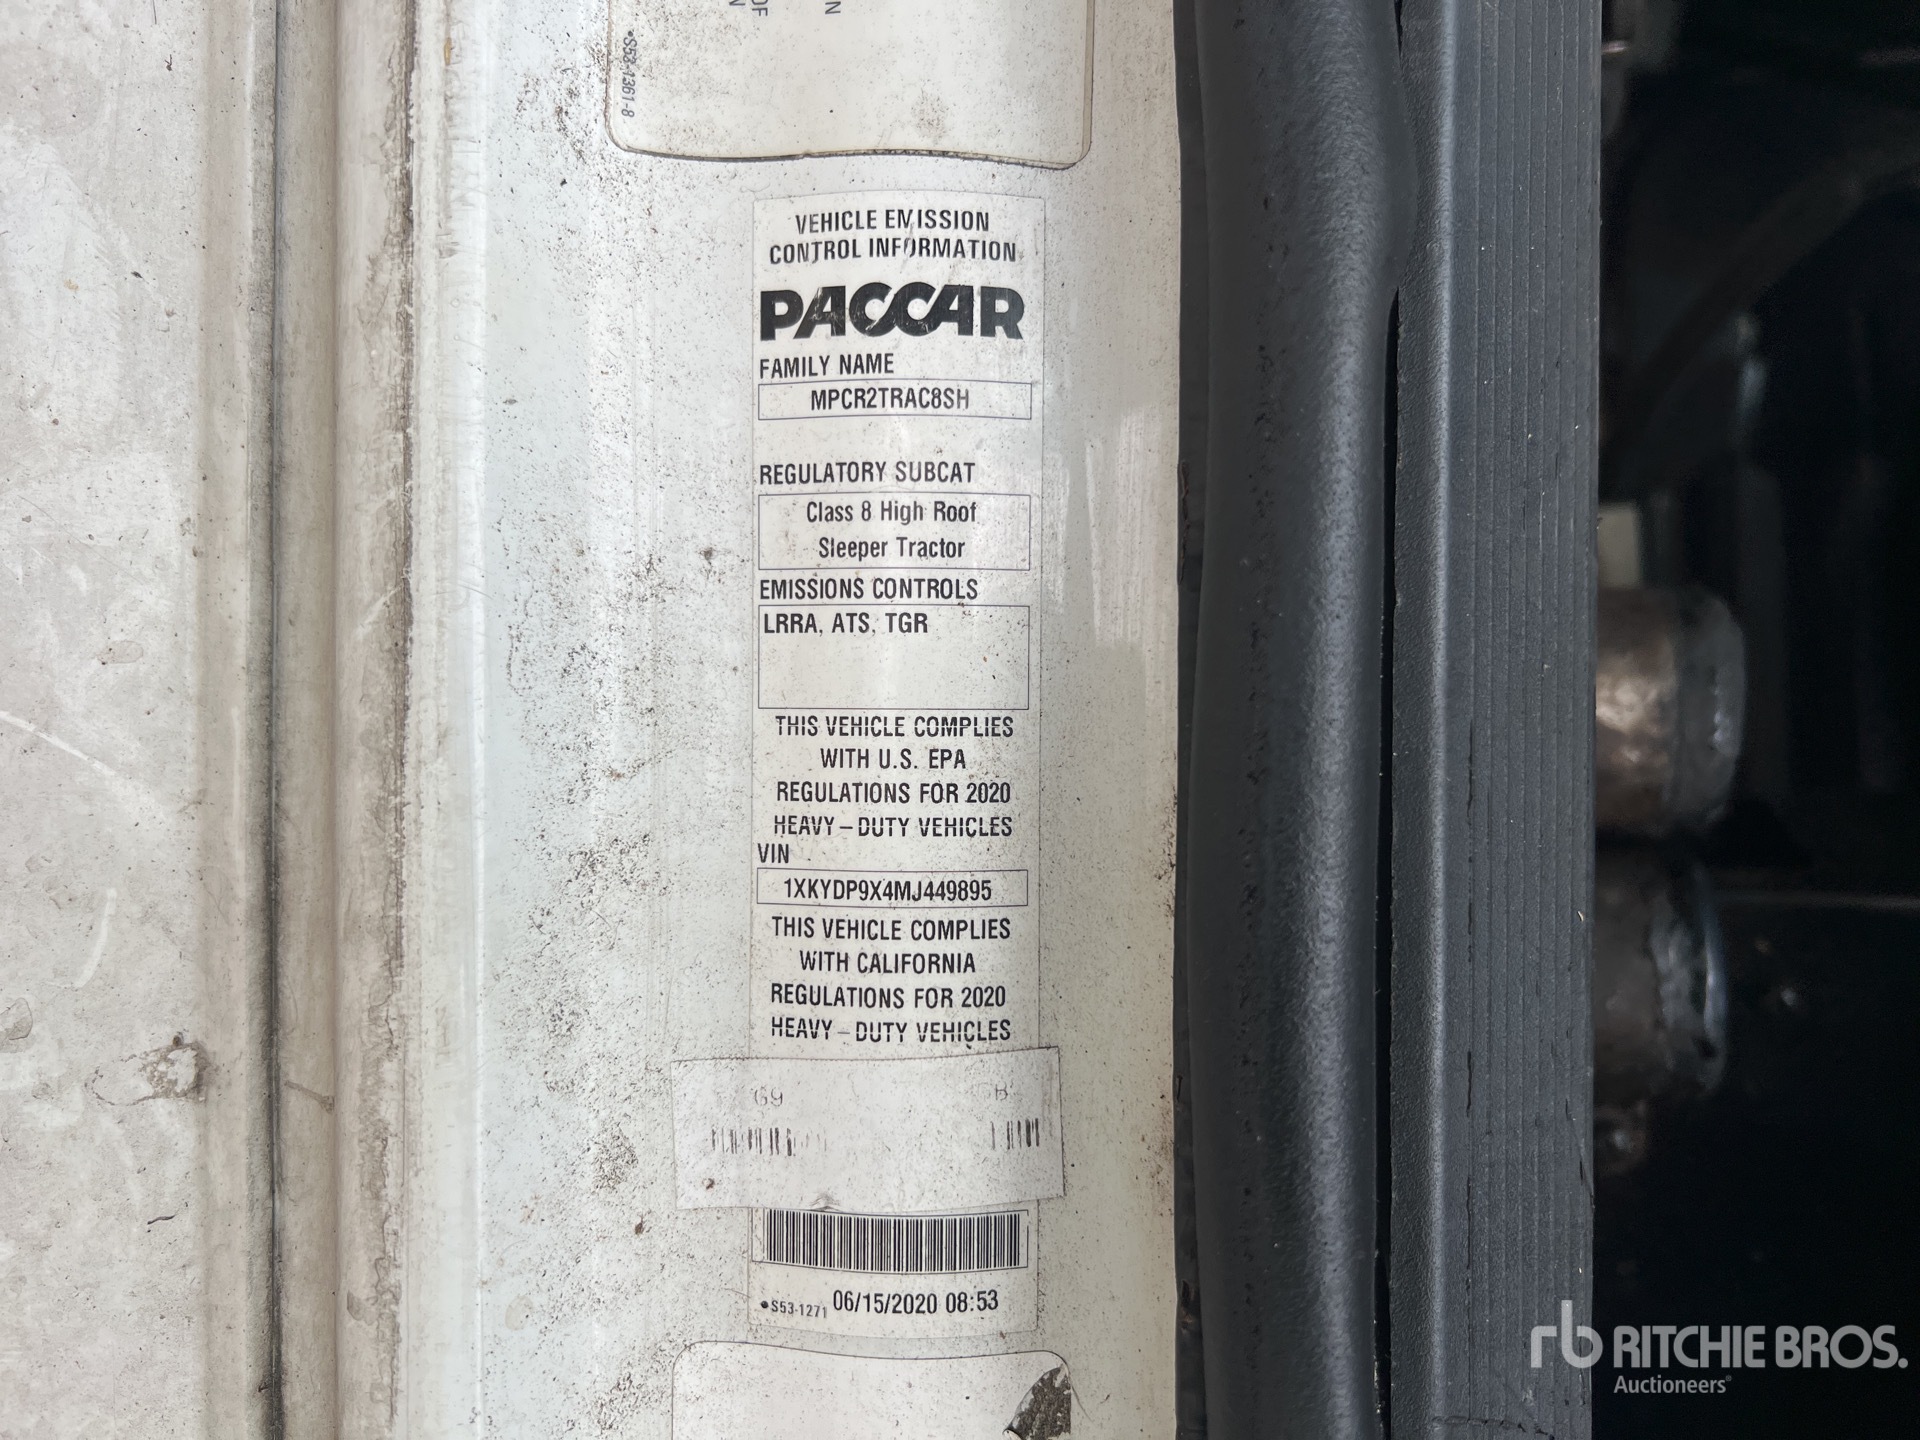 N
OF
N
•S53-1361-8
VEHICLE EMISSION
CONTROL INFORMATION
PACCAR
FAMILY NAME
MPCR2TRAC8SH
REGULATORY SUBCAT
Class 8 High Roof
Sleeper Tractor
EMISSIONS CONTROLS
LRRA, ATS, TGR
THIS VEHICLE COMPLIES
WITH U.S. EPA
REGULATIONS FOR 2020
HEAVY – DUTY VEHICLES
VIN
1XKYDP9X4MJ449895
THIS VEHICLE COMPLIES
WITH CALIFORNIA
REGULATIONS FOR 2020
HEAVY – DUTY VEHICLES
•S53-1271 06/15/2020 08:53
rb RITCHIE BROS.
Auctioneers®